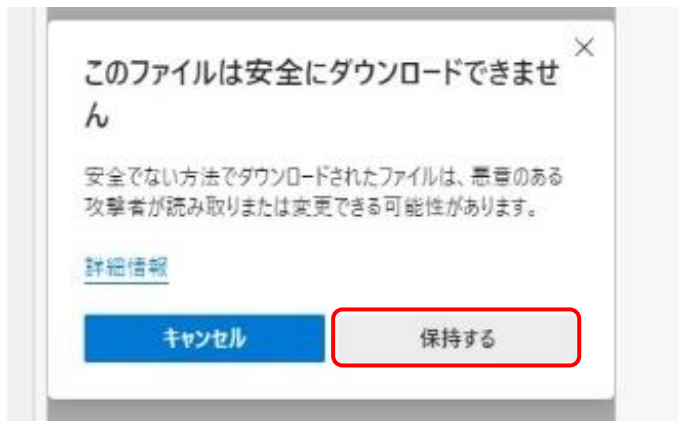 このファイルは安全にダウンロードできませ
ん
安全でない方法でダウンロードされたファイルは、悪意のある
攻撃者が読み取りまたは変更できる可能性があります。
詳細情報
キャンセル
保持する